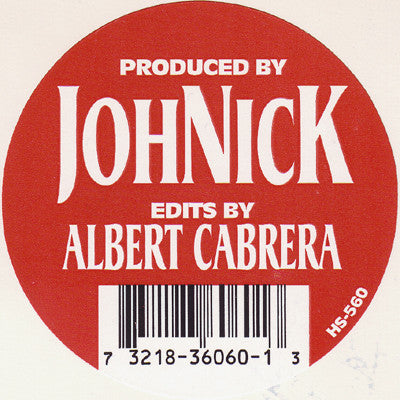 PRODUCED BY
JOHNICK
EDITS BY
ALBERT CABRERA
HS-560
7 3218-36060-1 3